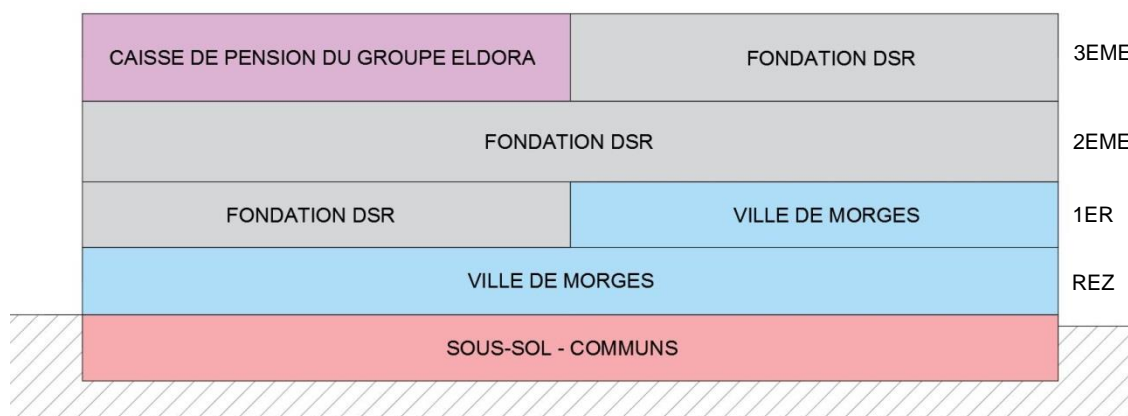 CAISSE DE PENSION DU GROUPE ELDORA FONDATION DSR 3EME
FONDATION DSR 2EME
FONDATION DSR VILLE DE MORGES 1ER
VILLE DE MORGES REZ
SOUS-SOL - COMMUNS